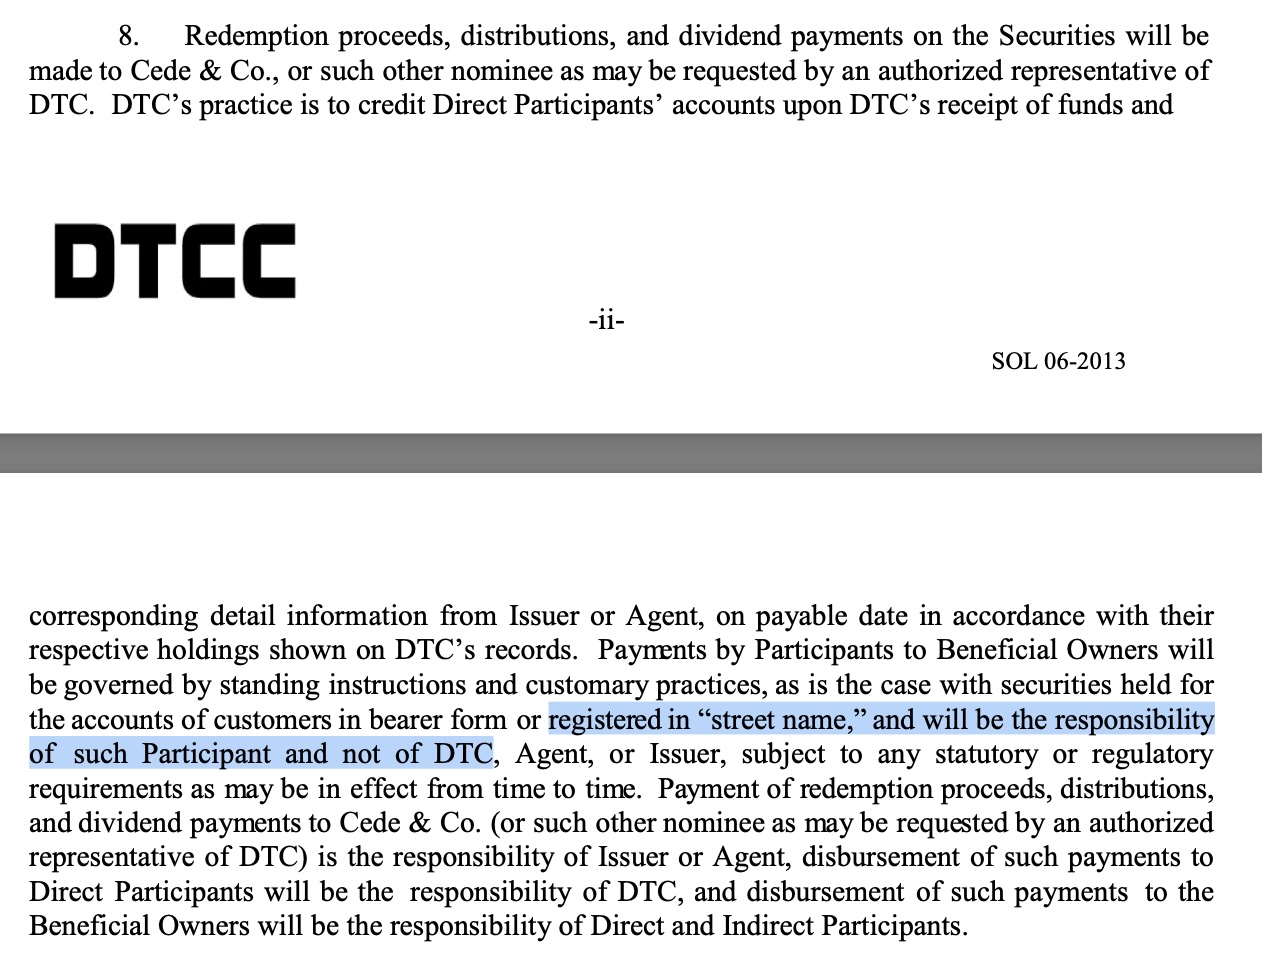 8. Redemption proceeds, distributions, and dividend payments on the Securities will be
made to Cede & Co., or such other nominee as may be requested by an authorized representative of
DTC. DTC’s practice is to credit Direct Participants’ accounts upon DTC’s receipt of funds and
DTCC
-ii-
SOL 06-2013
corresponding detail information from Issuer or Agent, on payable date in accordance with their
respective holdings shown on DTC’s records. Payments by Participants to Beneficial Owners will
be governed by standing instructions and customary practices, as is the case with securities held for
the accounts of customers in bearer form or registered in “street name,” and will be the responsibility
of such Participant and not of DTC, Agent, or Issuer, subject to any statutory or regulatory
requirements as may be in effect from time to time. Payment of redemption proceeds, distributions,
and dividend payments to Cede & Co. (or such other nominee as may be requested by an authorized
representative of DTC) is the responsibility of Issuer or Agent, disbursement of such payments to
Direct Participants will be the responsibility of DTC, and disbursement of such payments to the
Beneficial Owners will be the responsibility of Direct and Indirect Participants.